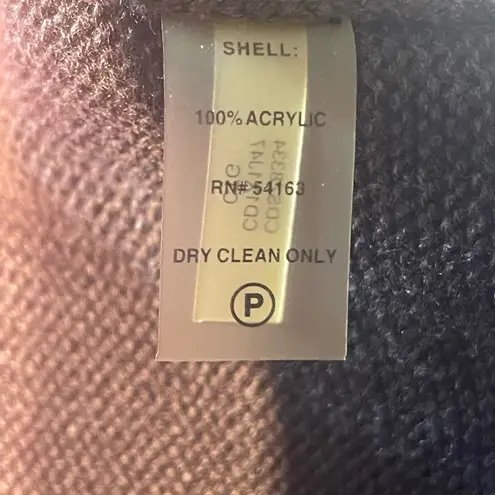 SHELL:
100% ACRYLIC
RN# 54163
DRY CLEAN ONLY
P